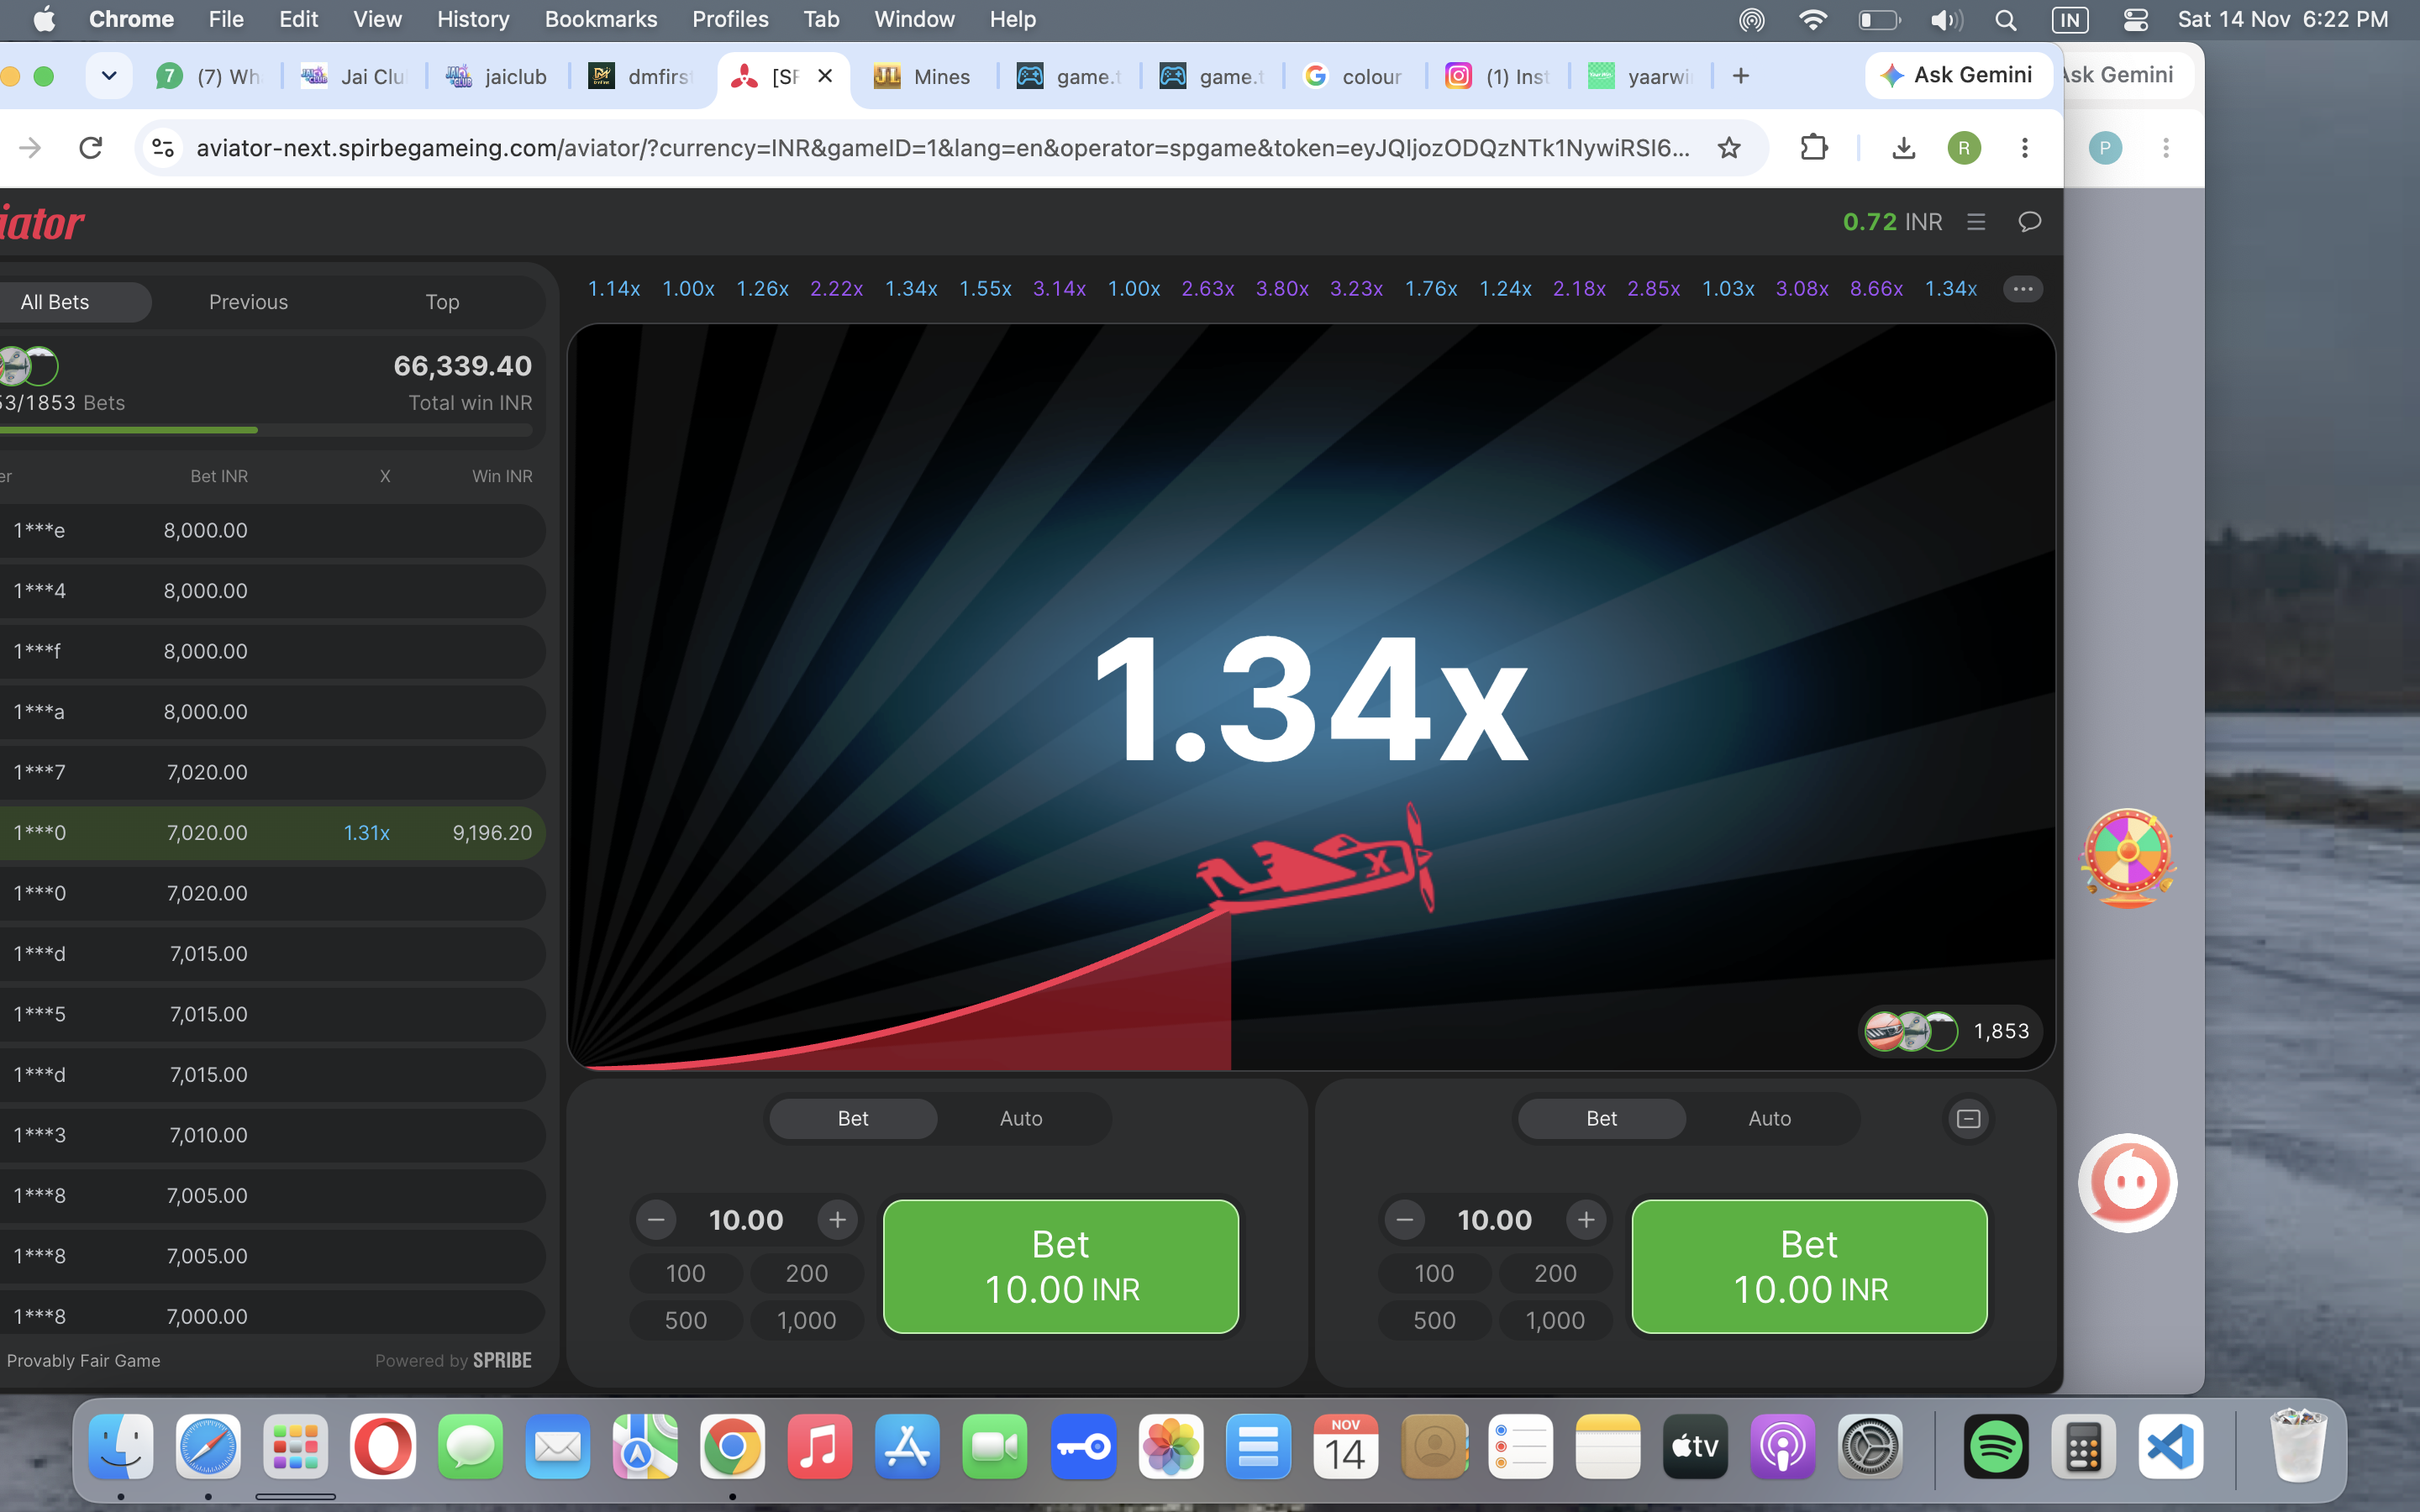 Chrome File Edit View History Bookmarks Profiles Tab Window Help IN Sat 14 Nov 6:22 PM
7 (7) Wh Jai Clu jaiclub dmfirs [SF Mines game.t game.t colour (1) Inst yaarwi Ask Gemini Ask Gemini
aviator-next.spirbegameing.com/aviator/?currency=INR&gameID=1&lang=en&operator=spgame&token=eyJQIjozODQzNTk1NywiRSI6... R P
iator 0.72 INR
1.14x 1.00x 1.26x 2.22x 1.34x 1.55x 3.14x 1.00x 2.63x 3.80x 3.23x 1.76x 1.24x 2.18x 2.85x 1.03x 3.08x 8.66x 1.34x
All Bets Previous Top
66,339.40
53/1853 Bets Total win INR
er Bet INR X Win INR
1***e 8,000.00
1***4 8,000.00
1***f 8,000.00
1***a 8,000.00
1***7 7,020.00
1***0 7,020.00 1.31x 9,196.20
1***0 7,020.00
1***d 7,015.00
1***5 7,015.00
1***d 7,015.00
1***3 7,010.00
1***8 7,005.00
1***8 7,005.00
1***8 7,000.00
Provably Fair Game Powered by SPRIBE
1.34x
X
1,853
Bet Auto
10.00
100 200
500 1,000
Bet
10.00 INR
Bet Auto
10.00
100 200
500 1,000
Bet
10.00 INR
NOV
14
tv